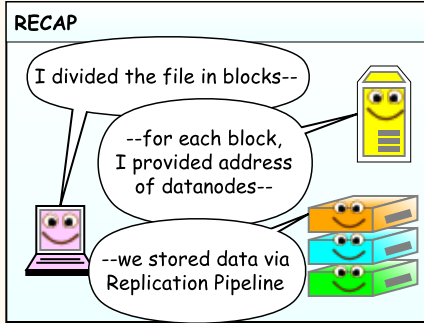 RECAP
I divided the file in blocks--
--for each block,
I provided address
of datanodes--
--we stored data via
Replication Pipeline